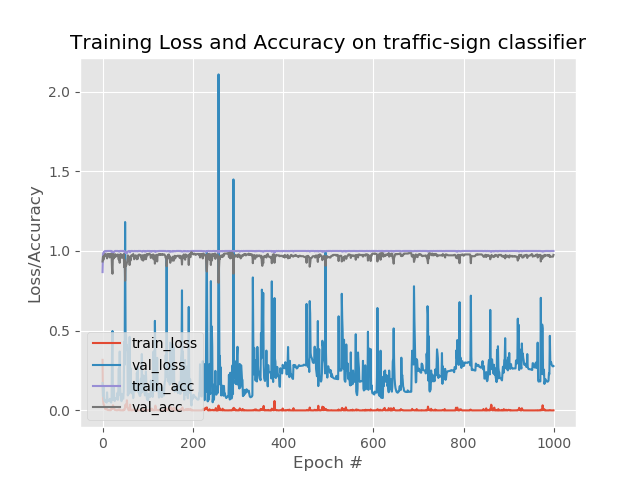 Training Loss and Accuracy on traffic-sign classifier
2.0
1.5
1.0
0.5
0.0
Loss/Accuracy
train_loss
val_loss
train_acc
val_acc
0 200 400 600 800 1000
Epoch #